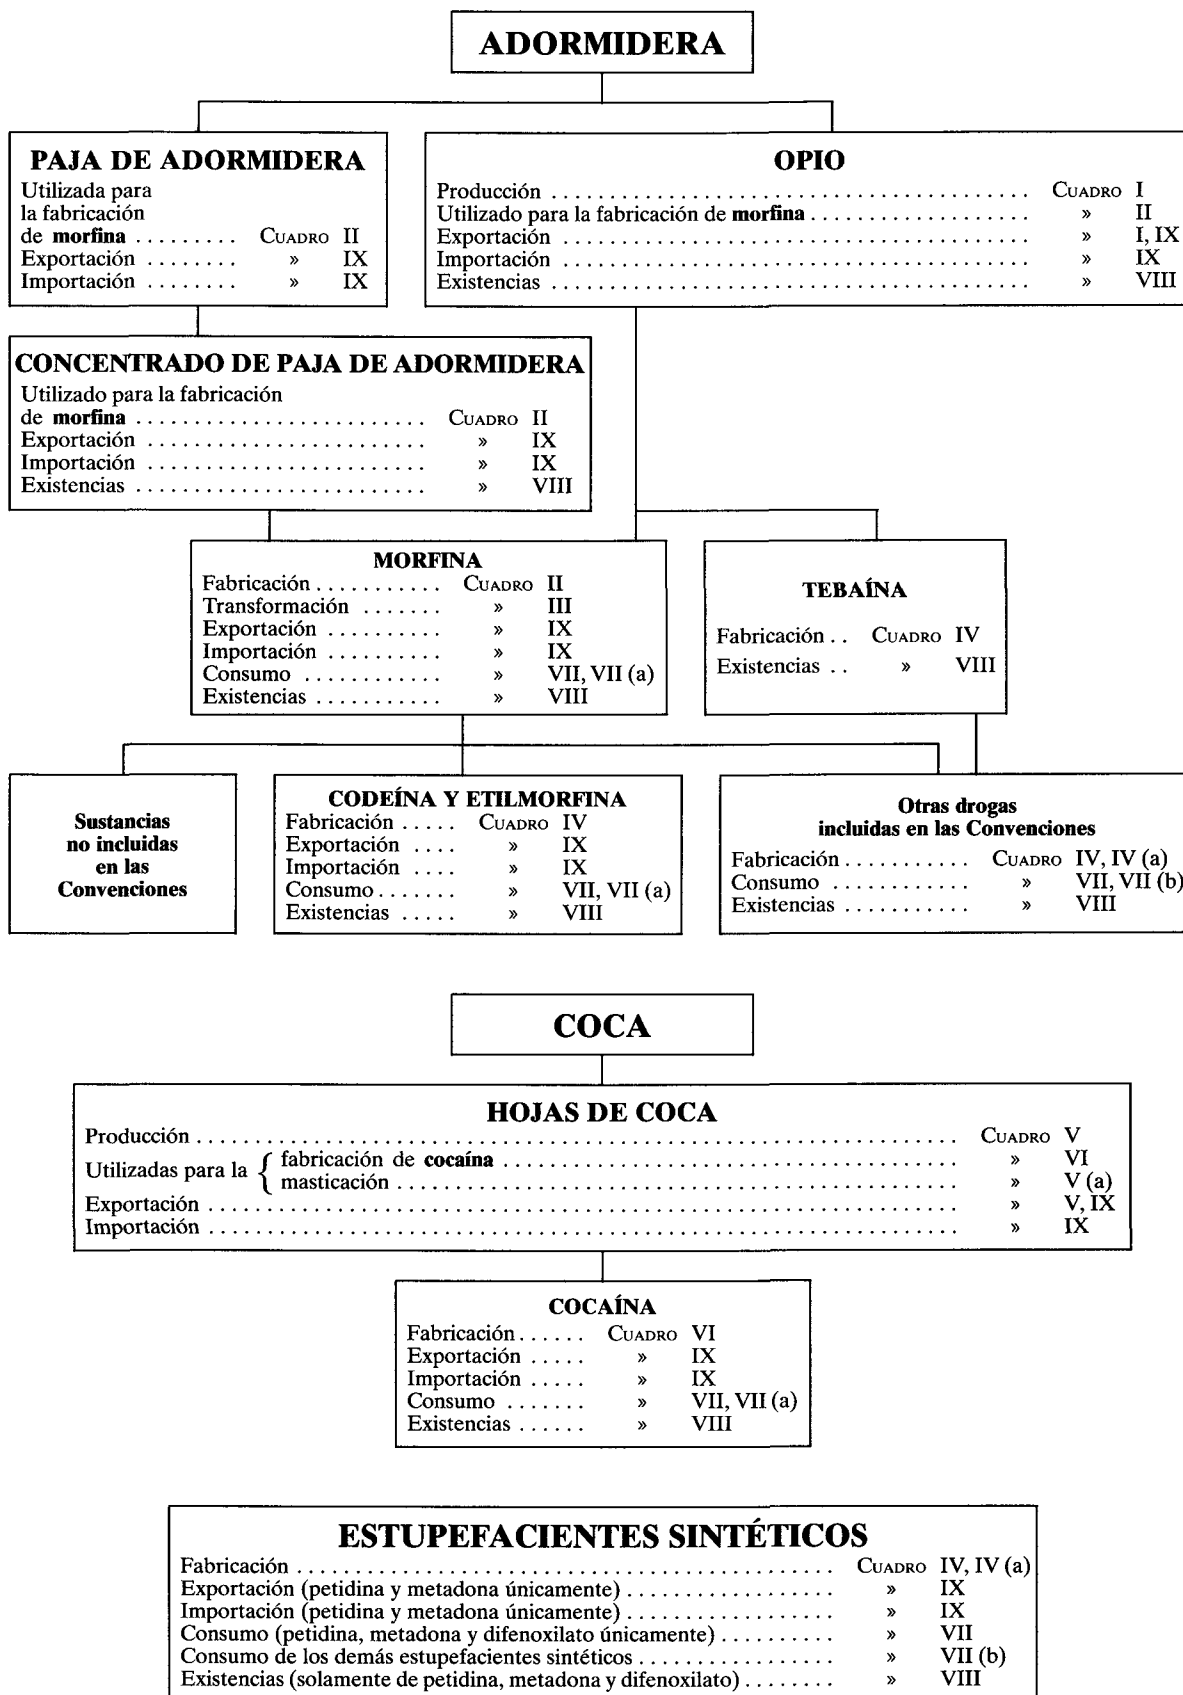 ADORMIDERA
PAJA DE ADORMIDERA
Utilizada para
la fabricación
de morfina ......... CUADRO II
Exportación ........ » IX
Importación ........ » IX
OPIO
Producción ........ CUADRO I
Utilizado para la fabricación de morfina ........ » II
Exportación ........ » I, IX
Importación ........ » IX
Existencias ........ » VIII
CONCENTRADO DE PAJA DE ADORMIDERA
Utilizado para la fabricación
de morfina ........ CUADRO II
Exportación ........ » IX
Importación ........ » IX
Existencias ........ » VIII
MORFINA
Fabricación ........... CUADRO II
Transformación ....... » III
Exportación .......... » IX
Importación .......... » IX
Consumo ............ » VII, VII (a)
Existencias ........... » VIII
TEBAÍNA
Fabricación .. CUADRO IV
Existencias .. » VIII
Sustancias
no incluidas
en las
Convenciones
CODEÍNA Y ETILMORFINA
Fabricación ..... CUADRO IV
Exportación .... » IX
Importación .... » IX
Consumo ....... » VII, VII (a)
Existencias ..... » VIII
Otras drogas
incluidas en las Convenciones
Fabricación ........... CUADRO IV, IV (a)
Consumo ............ » VII, VII (b)
Existencias ........... » VIII
COCA
HOJAS DE COCA
Producción ........ CUADRO V
Utilizadas para la { fabricación de cocaína ........ » VI
masticación ........ » V (a)
Exportación ........ » V, IX
Importación ........ » IX
COCAÍNA
Fabricación ...... CUADRO VI
Exportación ..... » IX
Importación ..... » IX
Consumo ....... » VII, VII (a)
Existencias ...... » VIII
ESTUPEFACIENTES SINTÉTICOS
Fabricación ........ CUADRO IV, IV (a)
Exportación (petidina y metadona únicamente) ........ » IX
Importación (petidina y metadona únicamente) ........ » IX
Consumo (petidina, metadona y difenoxilato únicamente) .......... » VII
Consumo de los demás estupefacientes sintéticos ........ » VII (b)
Existencias (solamente de petidina, metadona y difenoxilato) ........ » VIII